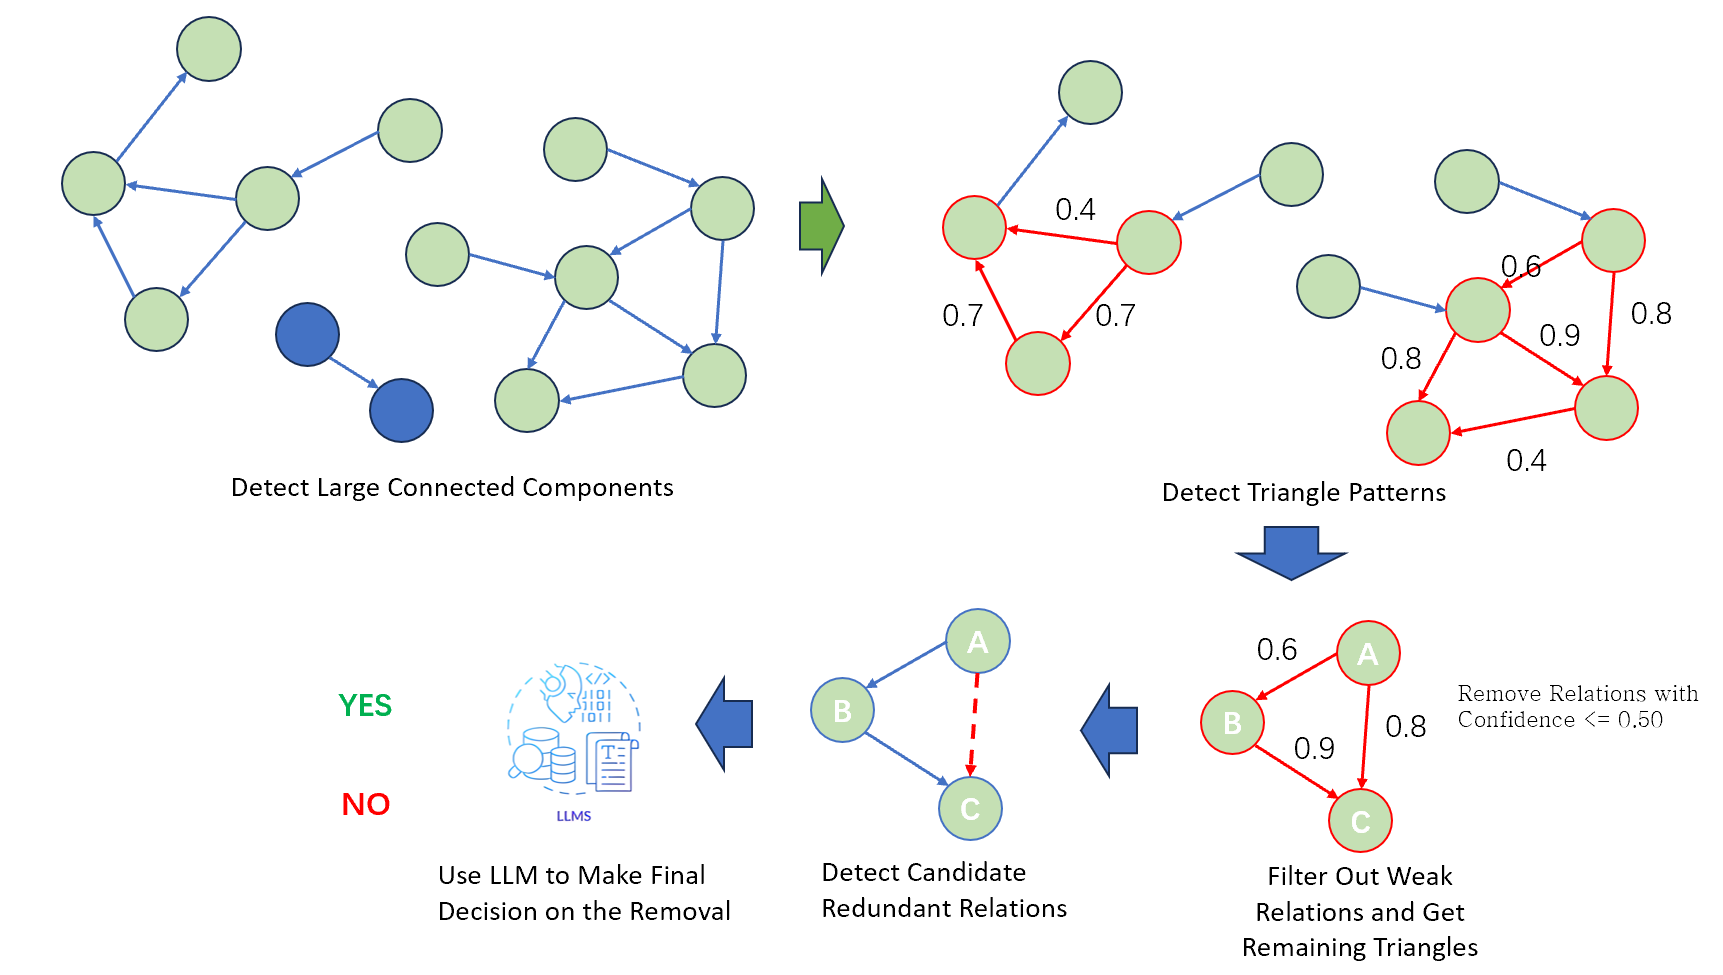 0.4
0.7
0.7
0.6
0.8
0.9
0.8
0.4
Detect Large Connected Components
Detect Triangle Patterns
YES
NO
</>
T
LLMS
Use LLM to Make Final
Decision on the Removal
A
B
C
Detect Candidate
Redundant Relations
0.6
A
B
0.8
0.9
C
Remove Relations with
Confidence <= 0.50
Filter Out Weak
Relations and Get
Remaining Triangles